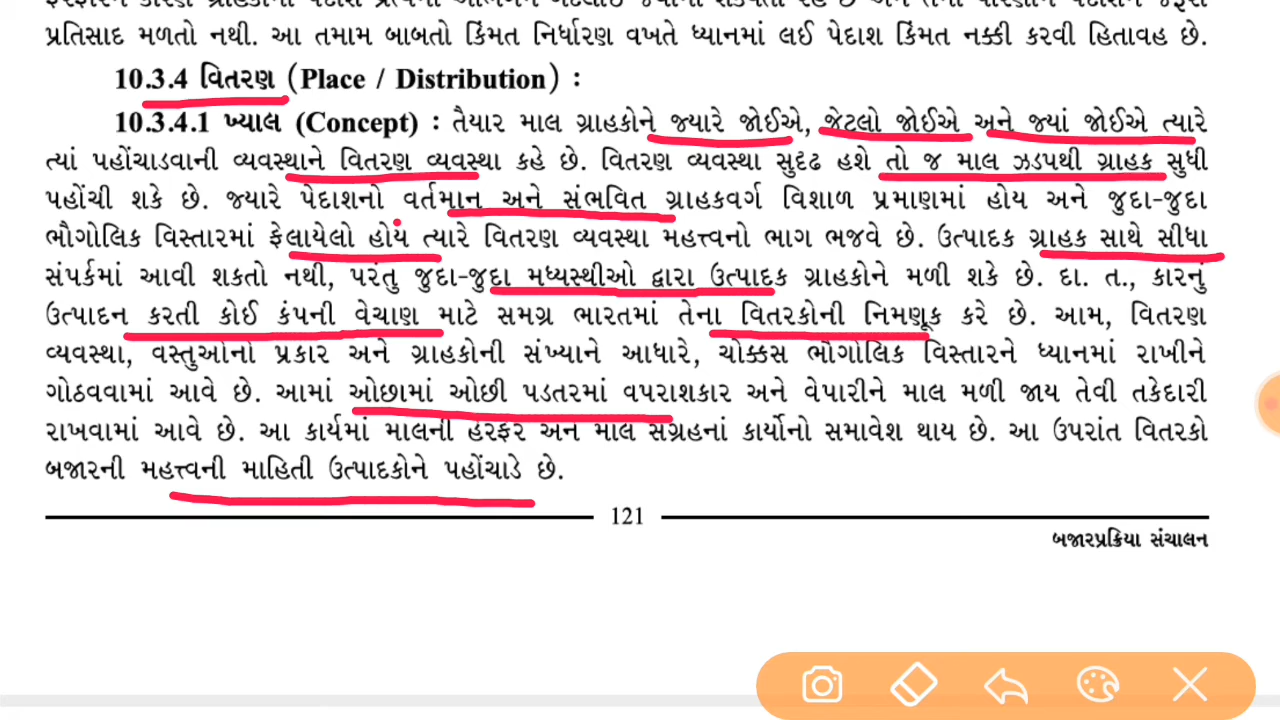 પ્રતિસાદ મળતો નથી. આ તમામ બાબતો કિંમત નિર્ધારણ વખતે ધ્યાનમાં લઈ પેદાશ કિંમત નક્કી કરવી હિતાવહ છે.
10.3.4 વિતરણ (Place / Distribution) :
10.3.4.1 ખ્યાલ (Concept) : તૈયાર માલ ગ્રાહકોને જ્યારે જોઈએ, જેટલો જોઈએ અને જ્યાં જોઈએ ત્યારે
ત્યાં પહોંચાડવાની વ્યવસ્થાને વિતરણ વ્યવસ્થા કહે છે. વિતરણ વ્યવસ્થા સુદૃઢ હશે તો જ માલ ઝડપથી ગ્રાહક સુધી
પહોંચી શકે છે. જ્યારે પેદાશનો વર્તમાન અને સંભવિત ગ્રાહકવર્ગ વિશાળ પ્રમાણમાં હોય અને જુદા-જુદા
ભૌગોલિક વિસ્તારમાં ફેલાયેલો હોય ત્યારે વિતરણ વ્યવસ્થા મહત્ત્વનો ભાગ ભજવે છે. ઉત્પાદક ગ્રાહક સાથે સીધા
સંપર્કમાં આવી શકતો નથી, પરંતુ જુદા-જુદા મધ્યસ્થીઓ દ્વારા ઉત્પાદક ગ્રાહકોને મળી શકે છે. દા. ત., કારનું
ઉત્પાદન કરતી કોઈ કંપની વેચાણ માટે સમગ્ર ભારતમાં તેના વિતરકોની નિમણૂક કરે છે. આમ, વિતરણ
વ્યવસ્થા, વસ્તુઓનો પ્રકાર અને ગ્રાહકોની સંખ્યાને આધારે, ચોક્કસ ભૌગોલિક વિસ્તારને ધ્યાનમાં રાખીને
ગોઠવવામાં આવે છે. આમાં ઓછામાં ઓછી પડતરમાં વપરાશકાર અને વેપારીને માલ મળી જાય તેવી તકેદારી
રાખવામાં આવે છે. આ કાર્યમાં માલની હેરફેર અને માલ સંગ્રહનાં કાર્યોનો સમાવેશ થાય છે. આ ઉપરાંત વિતરકો
બજારની મહત્ત્વની માહિતી ઉત્પાદકોને પહોંચાડે છે.
121
બજારપ્રક્રિયા સંચાલન